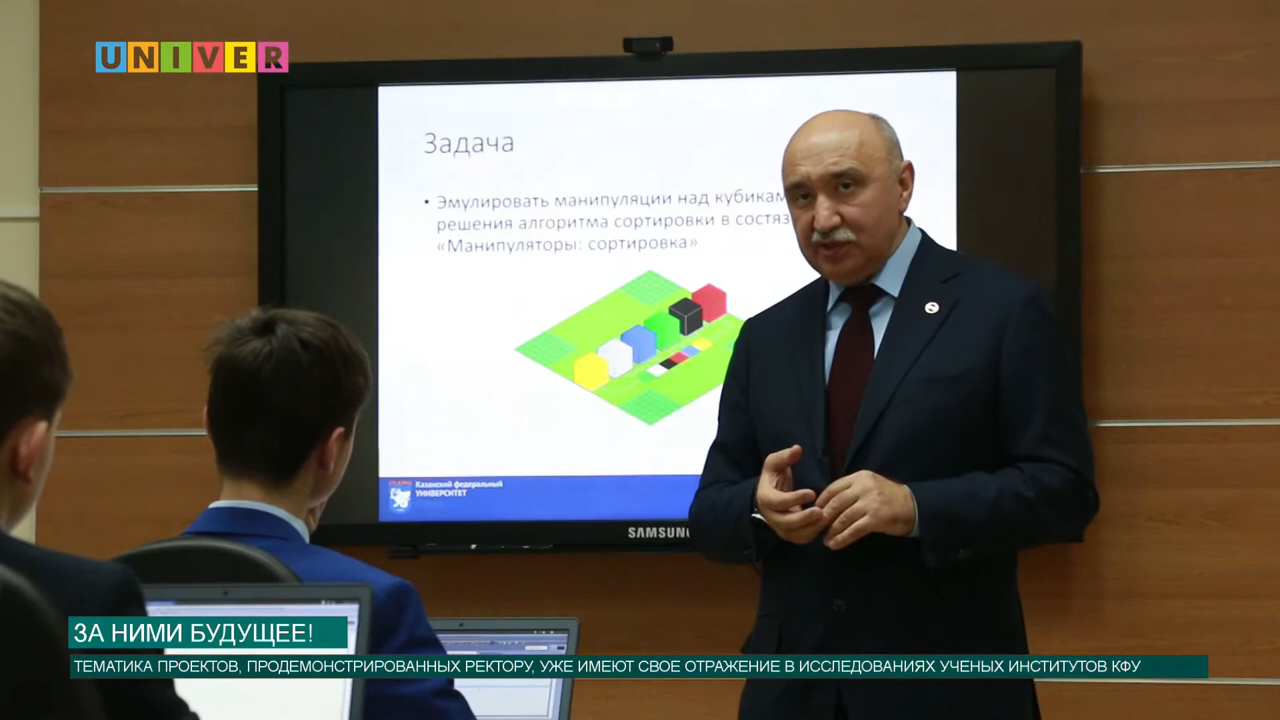 UNIVER
Задача
• Эмулировать манипуляции над кубикам
решения алгоритма сортировки в состяз
«Манипуляторы: сортировка»
Казанский федеральный
УНИВЕРСИТЕТ
SAMSUNG
ЗА НИМИ БУДУЩЕЕ!
ТЕМАТИКА ПРОЕКТОВ, ПРОДЕМОНСТРИРОВАННЫХ РЕКТОРУ, УЖЕ ИМЕЮТ СВОЕ ОТРАЖЕНИЕ В ИССЛЕДОВАНИЯХ УЧЕНЫХ ИНСТИТУТОВ КФУ